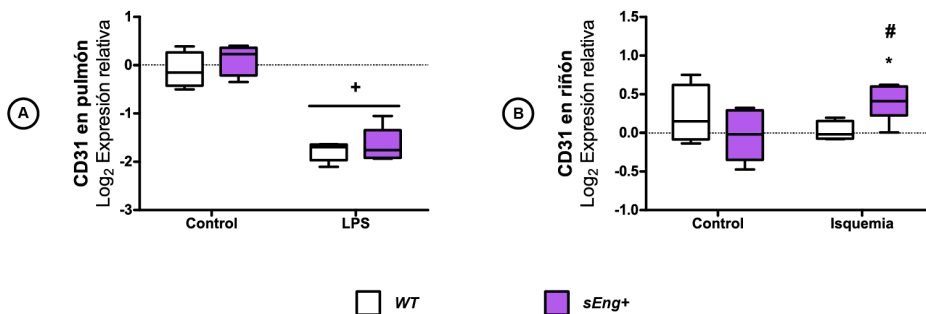 A
CD31 en pulmón
Log2 Expresión relativa
1
0
-1
-2
-3
+
Control
LPS
B
CD31 en riñón
Log2 Expresión relativa
1.5
1.0
0.5
0.0
-0.5
-1.0
#
*
Control
Isquemia
WT
sEng+